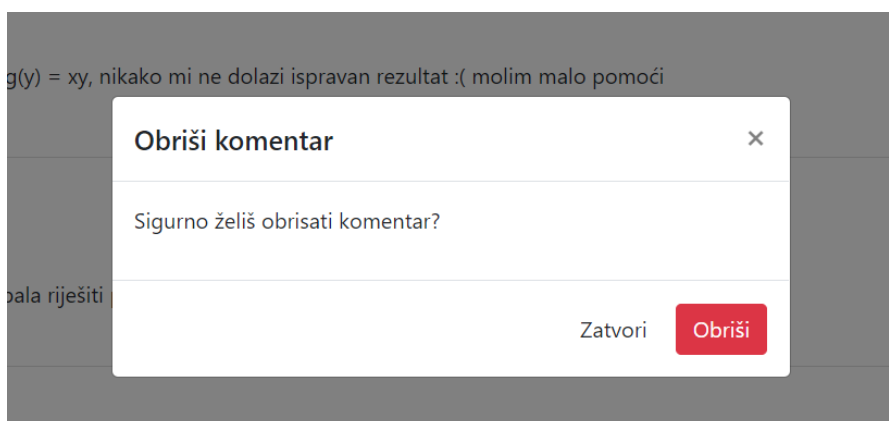 g(y) = xy, nikako mi ne dolazi ispravan rezultat :( molim malo pomoći
Obriši komentar
×
Sigurno želiš obrisati komentar?
riješiti
Zatvori
Obriši